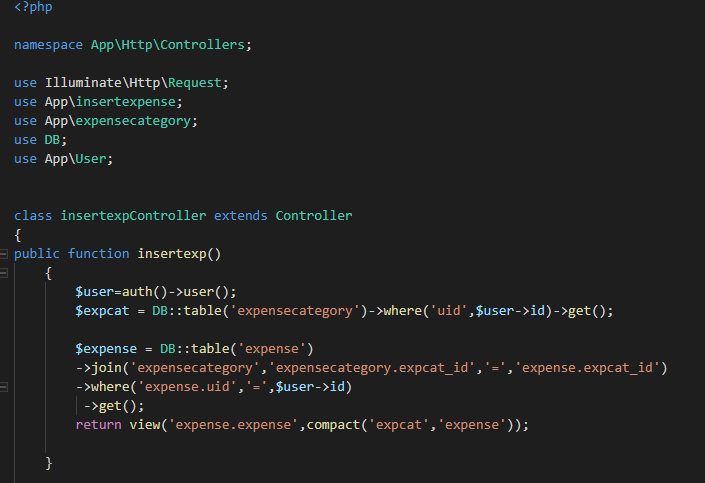 <?php
namespace App\Http\Controllers;
use Illuminate\Http\Request;
use App\insertexpense;
use App\expensecategory;
use DB;
use App\User;
class insertexpController extends Controller
{
public function insertexp()
{
$user=auth()->user();
$expcat = DB::table('expensecategory')->where('uid',$user->id)->get();
$expense = DB::table('expense')
->join('expensecategory','expensecategory.expcat_id','=','expense.expcat_id')
->where('expense.uid','=',$user->id)
->get();
return view('expense.expense',compact('expcat','expense'));
}